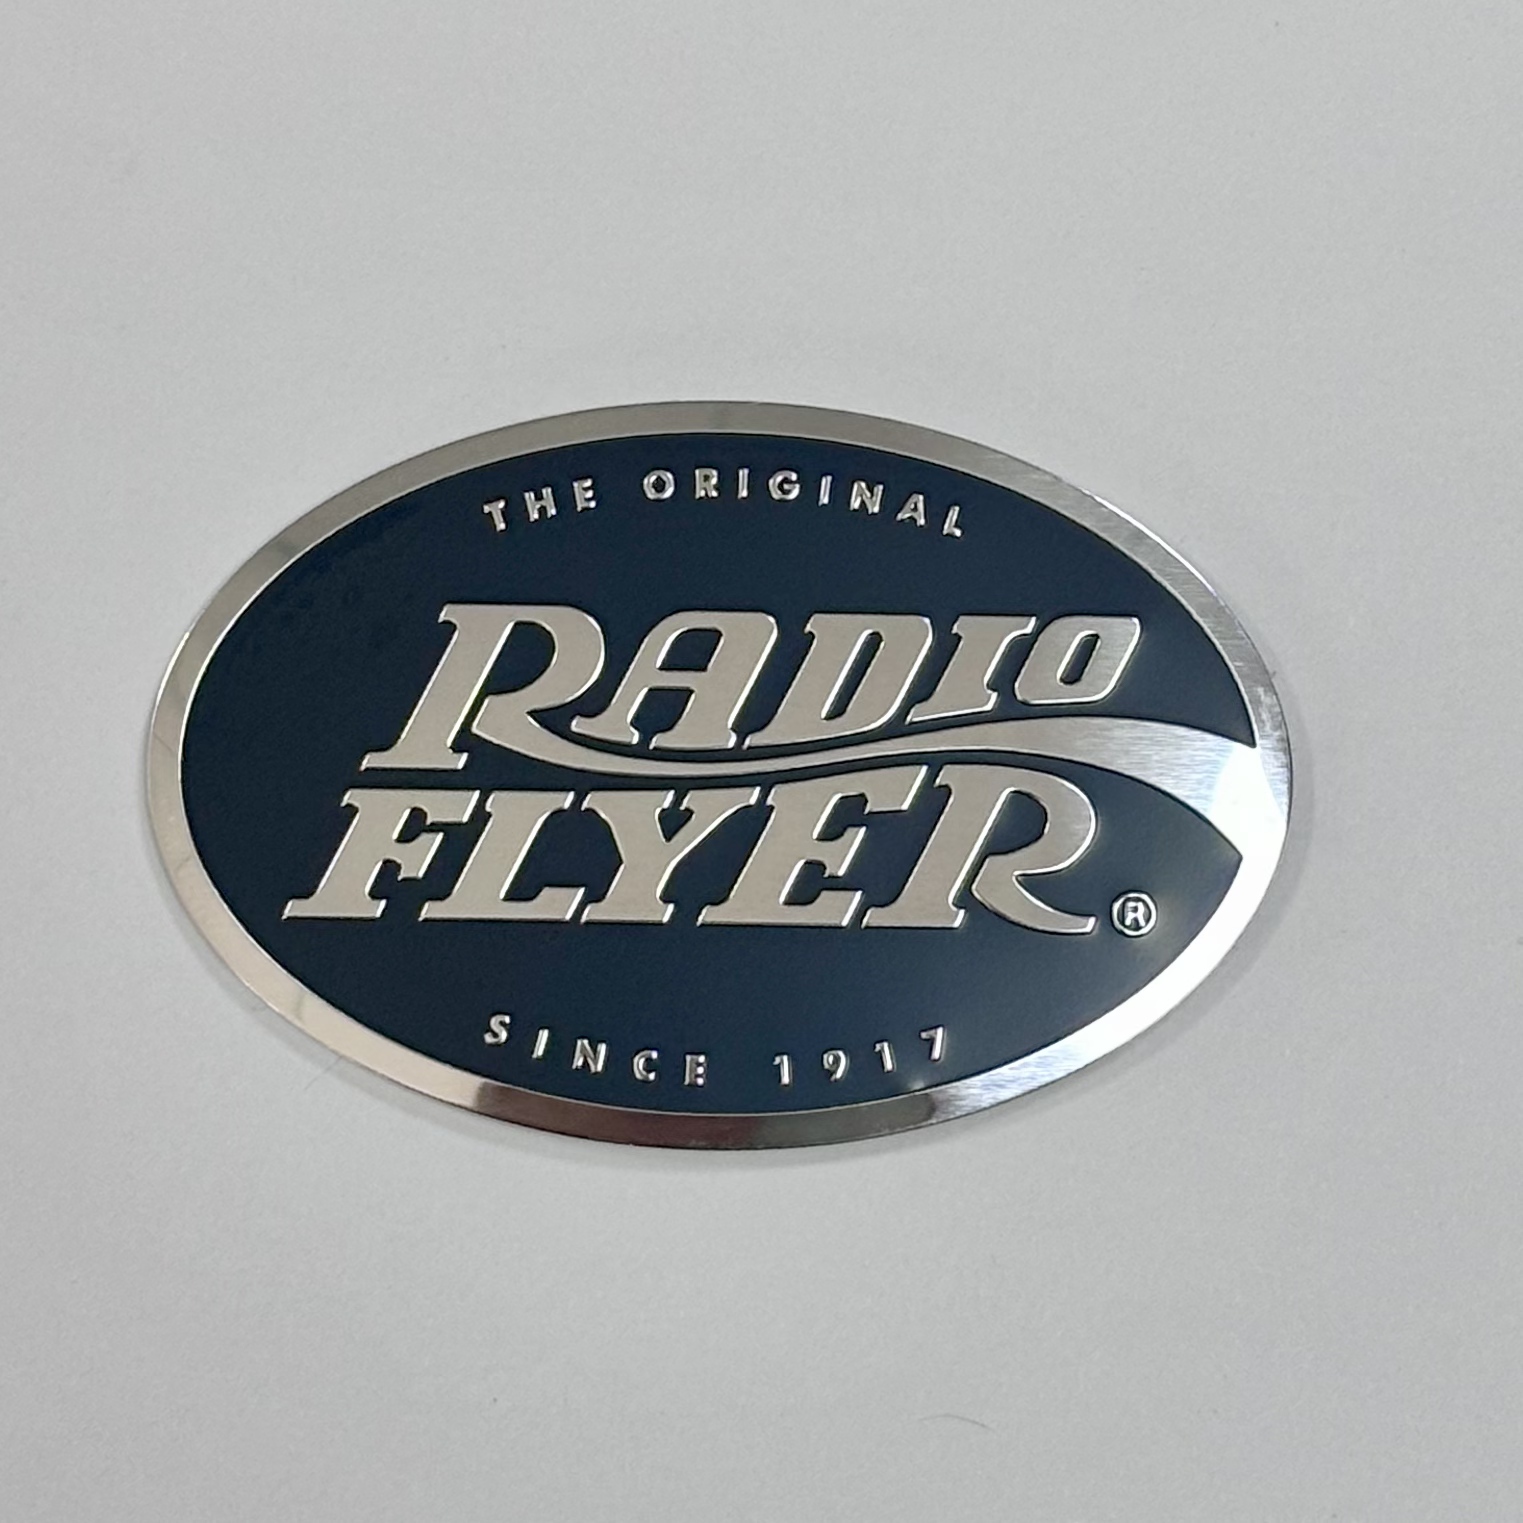 THE ORIGINAL
RADIO
FLYER®
SINCE 1917